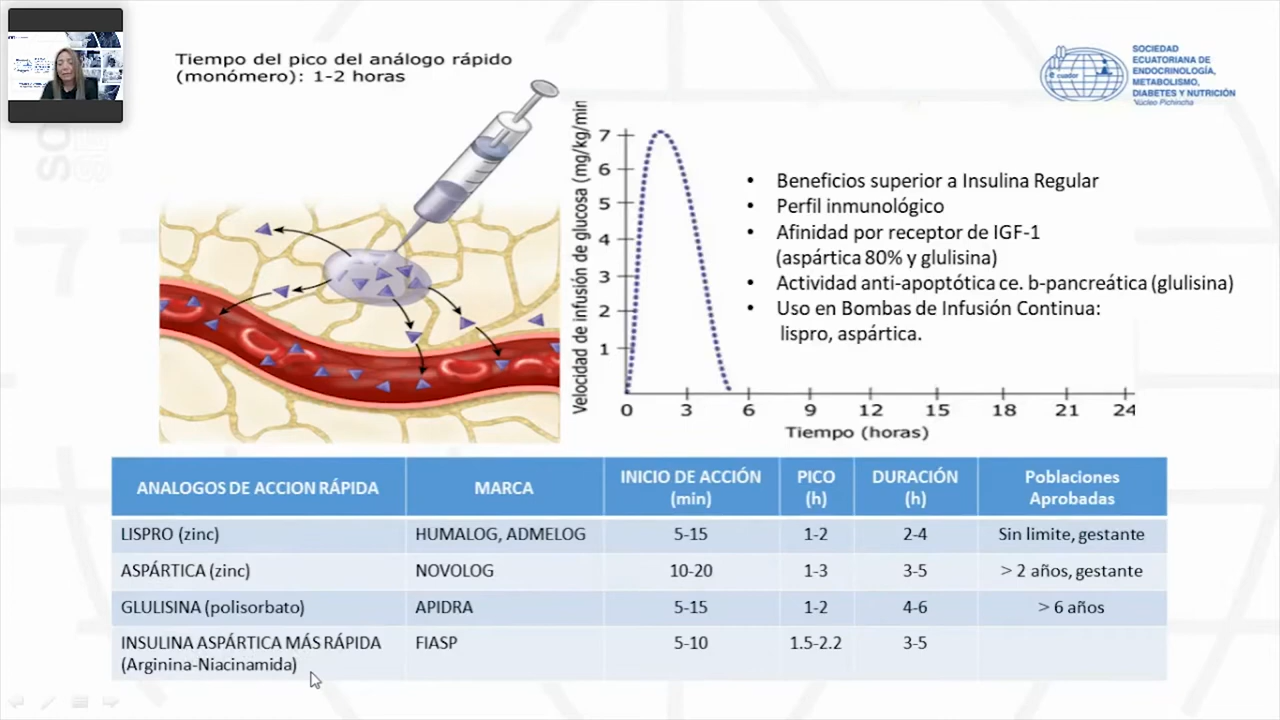 Tiempo del pico del análogo rápido
(monómero): 1-2 horas
SOCIEDAD
ECUATORIANA DE
ENDOCRINOLOGÍA,
METABOLISMO,
DIABETES Y NUTRICIÓN
Núcleo Pichincha
ecuador
Velocidad de infusión de glucosa (mg/kg/min
7
6
5
4
3
2
1
0 3 6 9 12 15 18 21 24
Tiempo (horas)
• Beneficios superior a Insulina Regular
• Perfil inmunológico
• Afinidad por receptor de IGF-1
(aspártica 80% y glulisina)
• Actividad anti-apoptótica ce. b-pancreática (glulisina)
• Uso en Bombas de Infusión Continua:
lispro, aspártica.
ANALOGOS DE ACCION RÁPIDA MARCA INICIO DE ACCIÓN (min) PICO (h) DURACIÓN (h) Poblaciones Aprobadas
LISPRO (zinc) HUMALOG, ADMELOG 5-15 1-2 2-4 Sin limite, gestante
ASPÁRTICA (zinc) NOVOLOG 10-20 1-3 3-5 > 2 años, gestante
GLULISINA (polisorbato) APIDRA 5-15 1-2 4-6 > 6 años
INSULINA ASPÁRTICA MÁS RÁPIDA FIASP 5-10 1.5-2.2 3-5
(Arginina-Niacinamida)